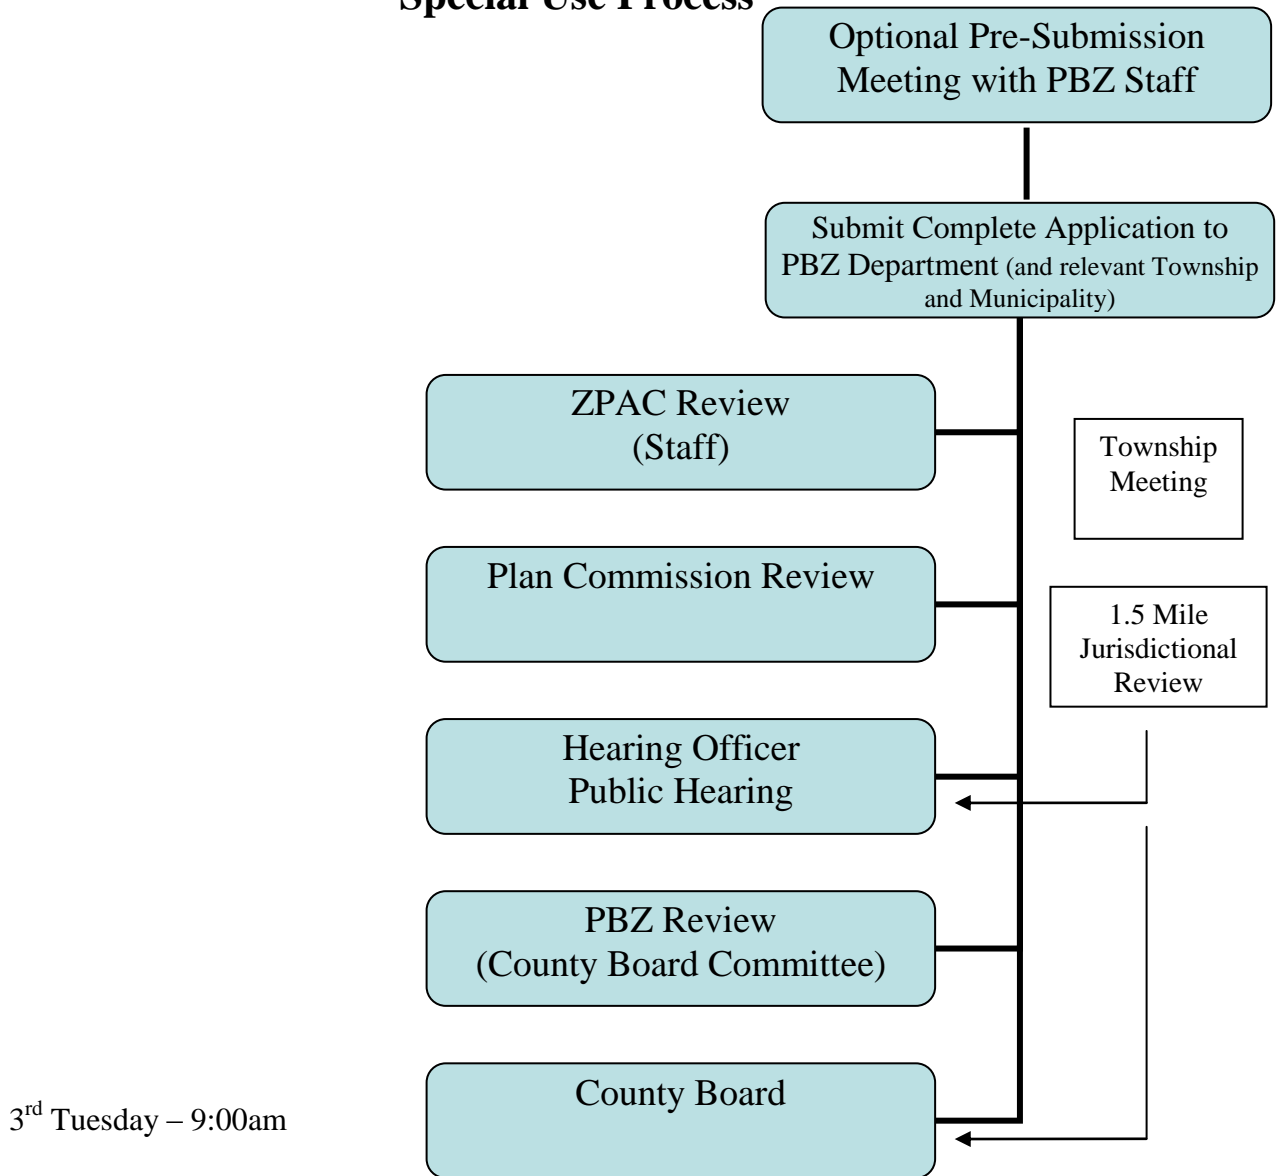 Special Use Process
Optional Pre-Submission
Meeting with PBZ Staff
Submit Complete Application to
PBZ Department (and relevant Township
and Municipality)
ZPAC Review
(Staff)
Township
Meeting
Plan Commission Review
1.5 Mile
Jurisdictional
Review
Hearing Officer
Public Hearing
PBZ Review
(County Board Committee)
County Board
3rd Tuesday – 9:00am